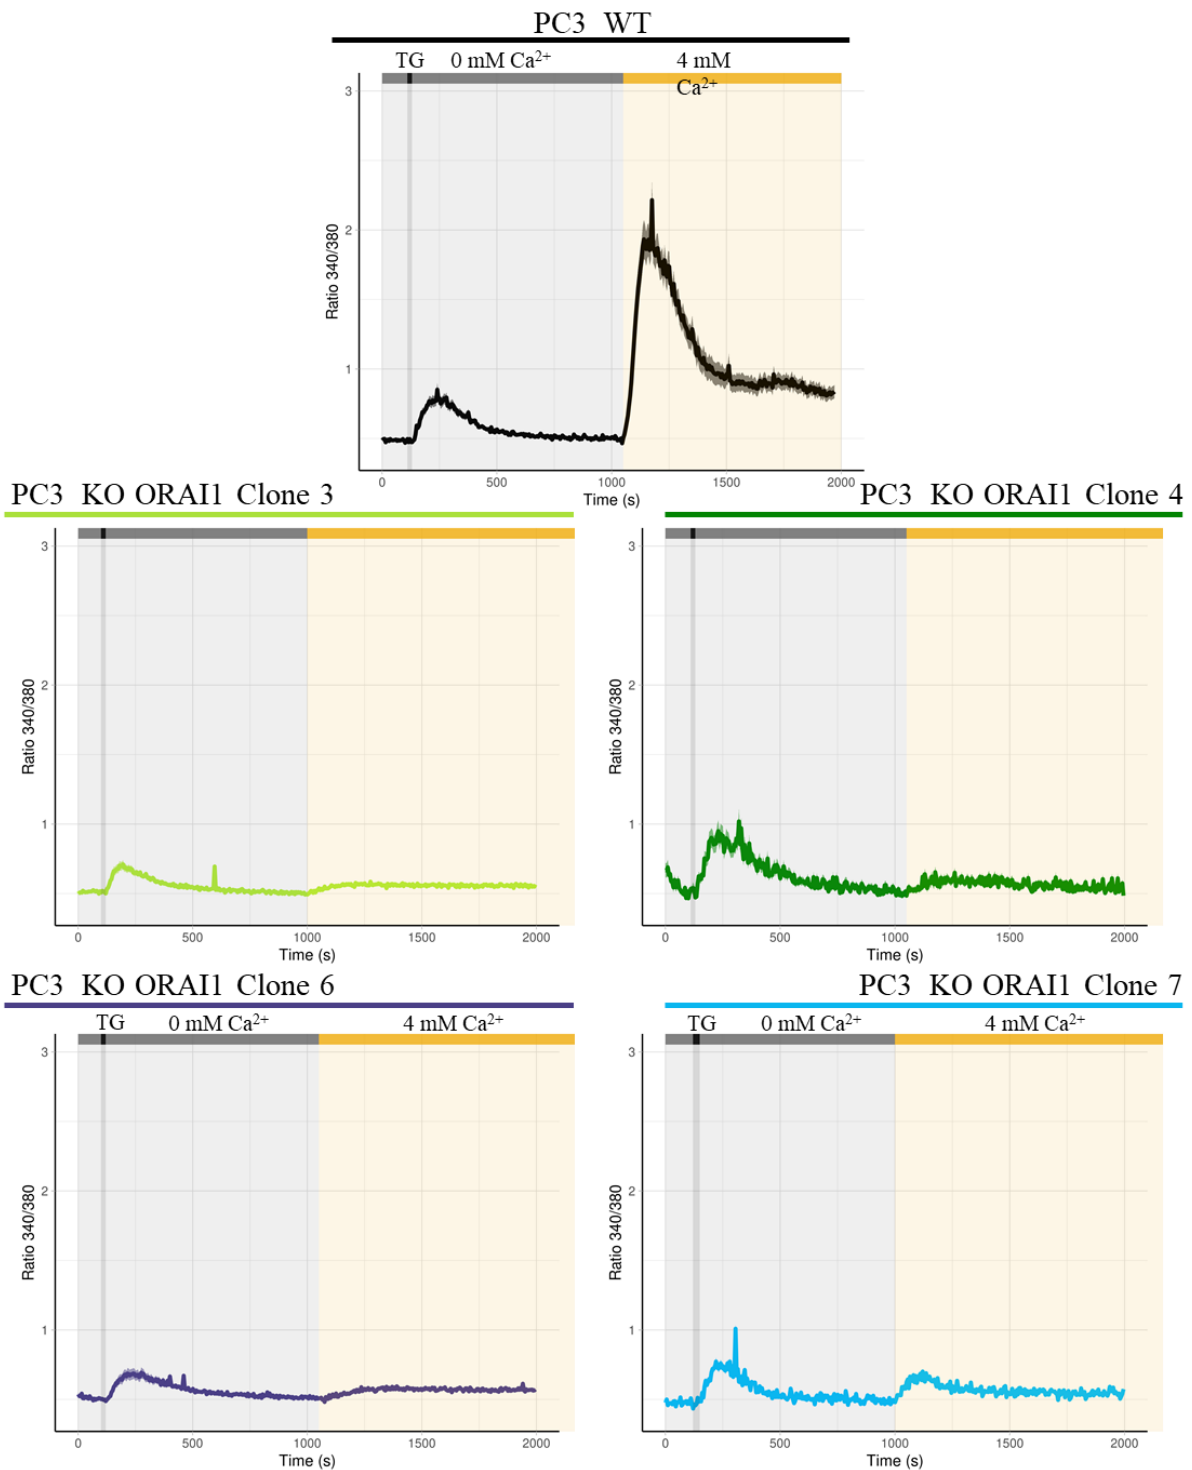 PC3 WT
TG 0 mM Ca²⁺ 4 mM
Ca²⁺
3
2
1
Ratio 340/380
0 500 1000 1500 2000
Time (s)
PC3 KO ORAI1 Clone 3
3
2
1
Ratio 340/380
0 500 1000 1500 2000
Time (s)
PC3 KO ORAI1 Clone 4
3
2
1
Ratio 340/380
0 500 1000 1500 2000
Time (s)
PC3 KO ORAI1 Clone 6
TG 0 mM Ca²⁺ 4 mM Ca²⁺
3
2
1
Ratio 340/380
0 500 1000 1500 2000
Time (s)
PC3 KO ORAI1 Clone 7
TG 0 mM Ca²⁺ 4 mM Ca²⁺
3
2
1
Ratio 340/380
0 500 1000 1500 2000
Time (s)